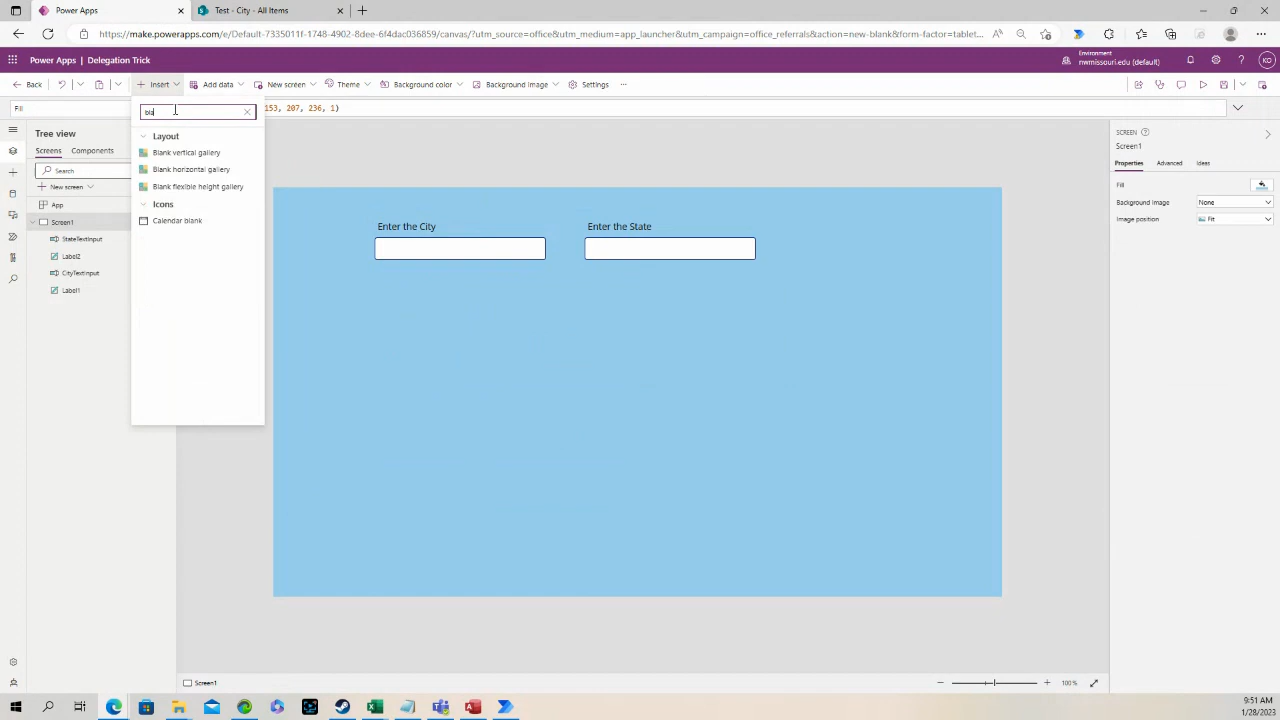 Power Apps
Test - City - All Items
https://make.powerapps.com/e/Default-7335011f-1748-4902-8dee-6f4dac036859/canvas/?utm_source=office&utm_medium=app_launcher&utm_campaign=office_referrals&action=new-blank&form-factor=tablet...
Power Apps | Delegation Trick
Environment
nwmissouri.edu (default)
KO
Back
Insert
Add data
New screen
Theme
Background color
Background image
Settings
Fill
153, 207, 236, 1)
bla
Layout
Blank vertical gallery
Blank horizontal gallery
Blank flexible height gallery
Icons
Calendar blank
Tree view
Screens
Components
Search
New screen
App
Screen1
StateTextInput
Label2
CityTextInput
Label1
Enter the City
Enter the State
SCREEN
Screen1
Properties
Advanced
Ideas
Fill
Background image
None
Image position
Fit
Screen1
100 %
9:51 AM
1/28/2023